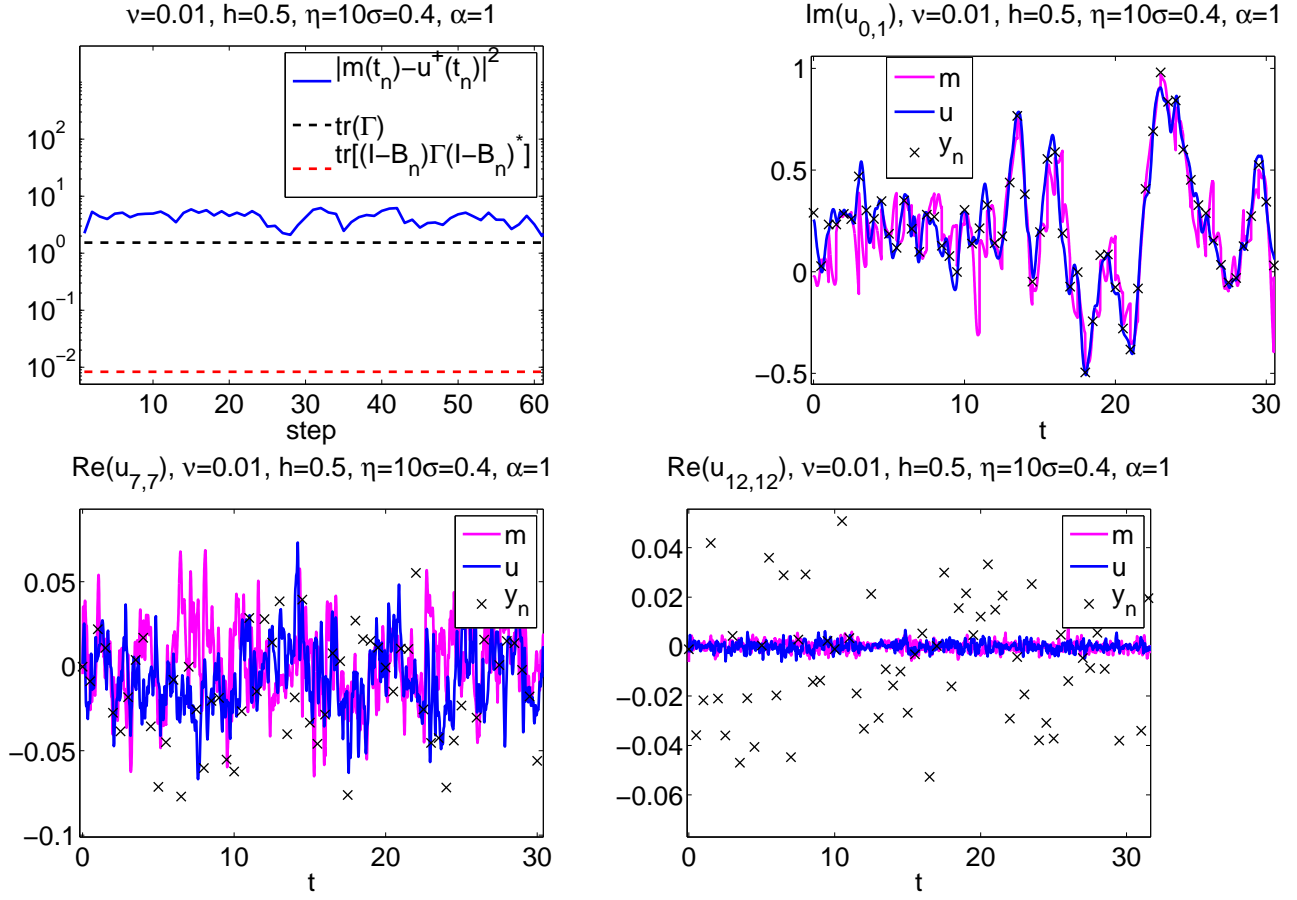 ν=0.01, h=0.5, η=10σ=0.4, α=1
|m(t_n)−u^+(t_n)|^2
tr(Γ)
tr[(I−B_n)Γ(I−B_n)^*]
10^2
10^1
10^0
10^−1
10^−2
10 20 30 40 50 60
step
Im(u_{0,1}), ν=0.01, h=0.5, η=10σ=0.4, α=1
m
u
y_n
1
0.5
0
−0.5
0 10 20 30
t
Re(u_{7,7}), ν=0.01, h=0.5, η=10σ=0.4, α=1
m
u
y_n
0.05
0
−0.05
−0.1
0 10 20 30
t
Re(u_{12,12}), ν=0.01, h=0.5, η=10σ=0.4, α=1
m
u
y_n
0.04
0.02
0
−0.02
−0.04
−0.06
0 10 20 30
t